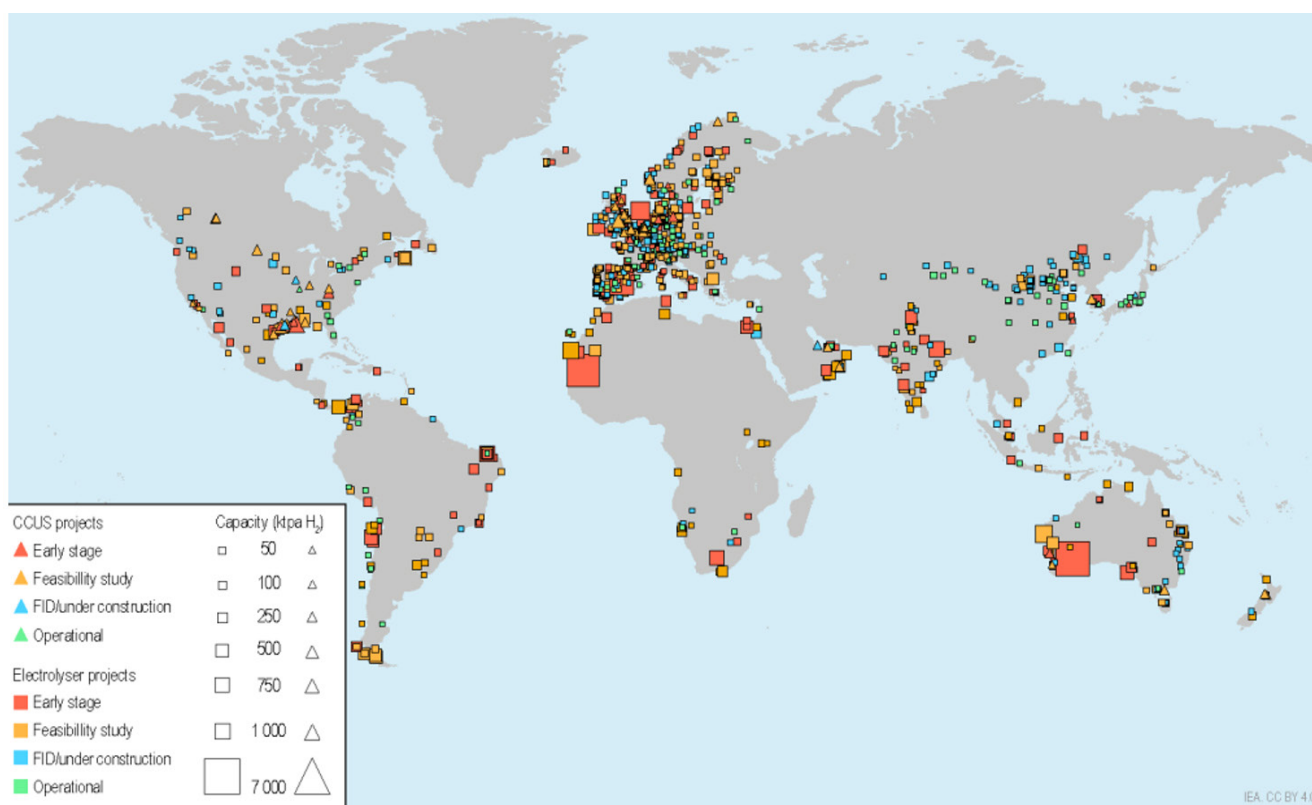 CCUS projects
Early stage
Feasibillity study
FID/under construction
Operational
Electrolyser projects
Early stage
Feasibillity study
FID/under construction
Operational
Capacity (ktpa H₂)
50
100
250
500
750
1 000
7 000
IEA. CC BY 4.0